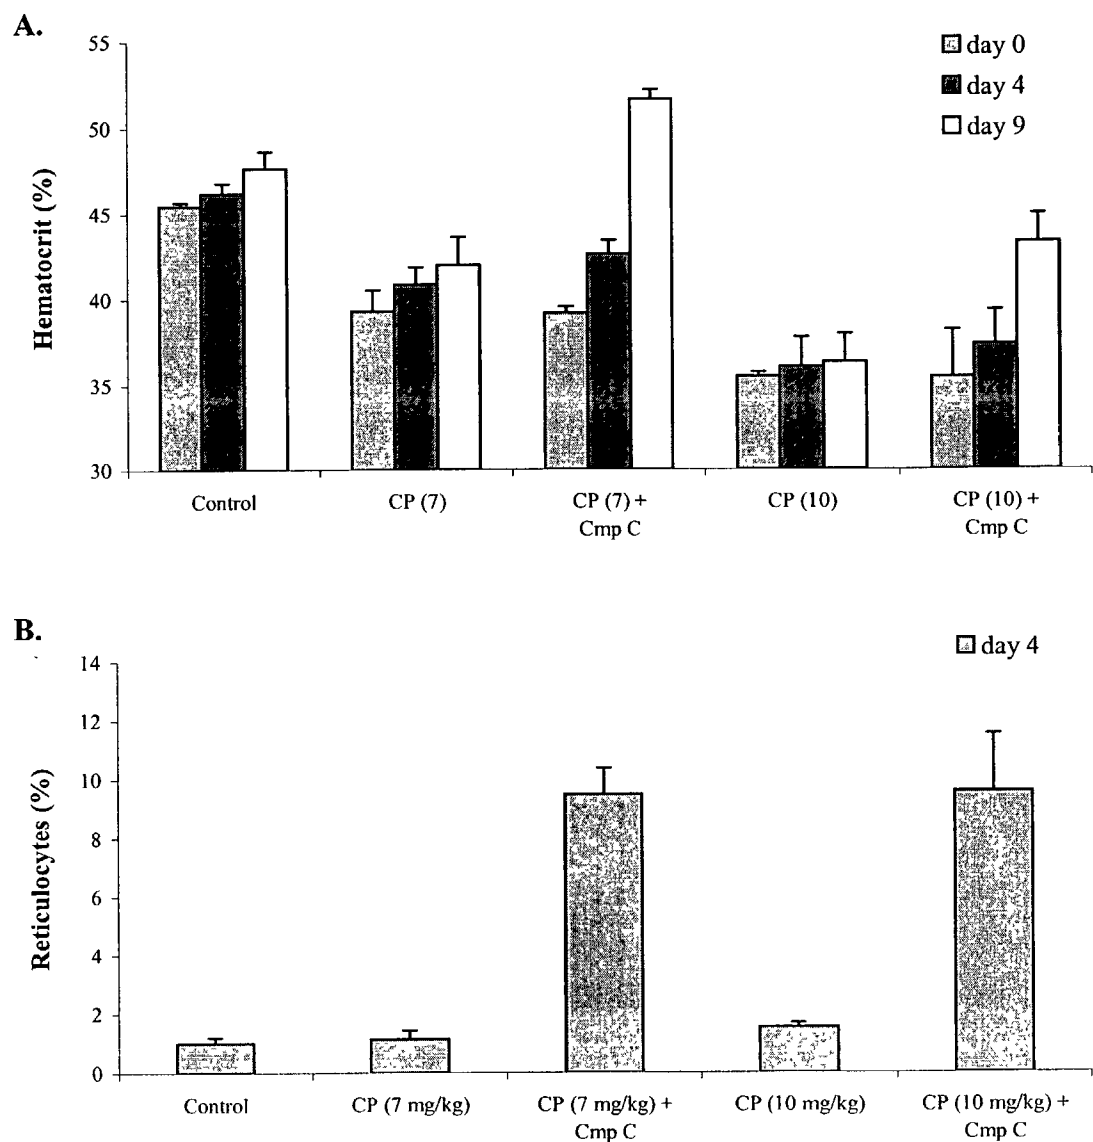 A.
day 0
day 4
day 9
55
50
45
40
35
30
Hematocrit (%)
Control
CP (7)
CP (7) +
Cmp C
CP (10)
CP (10) +
Cmp C
B.
day 4
14
12
10
8
6
4
2
0
Reticulocytes (%)
Control
CP (7 mg/kg)
CP (7 mg/kg) +
Cmp C
CP (10 mg/kg)
CP (10 mg/kg) +
Cmp C